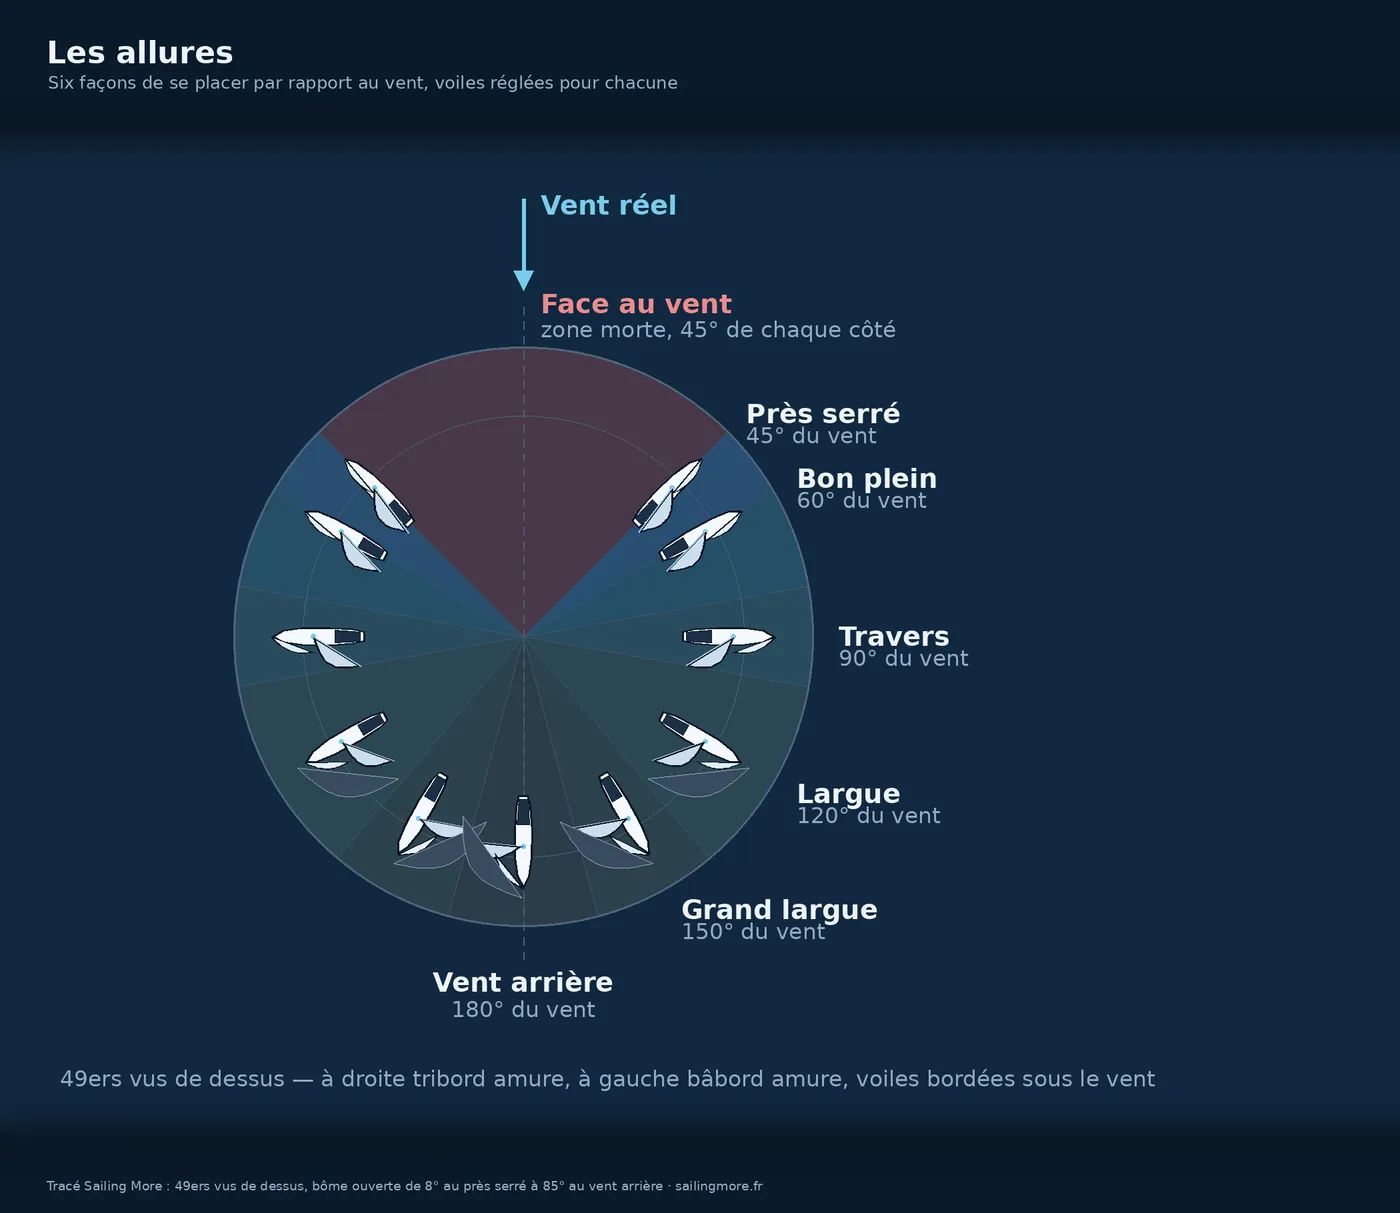 Les allures
Six façons de se placer par rapport au vent, voiles réglées pour chacune
Vent réel
Face au vent
zone morte, 45° de chaque côté
Près serré
45° du vent
Bon plein
60° du vent
Travers
90° du vent
Largue
120° du vent
Grand largue
150° du vent
Vent arrière
180° du vent
49ers vus de dessus — à droite tribord amure, à gauche bâbord amure, voiles bordées sous le vent
Tracé Sailing More : 49ers vus de dessus, bôme ouverte de 8° au près serré à 85° au vent arrière · sailingmore.fr